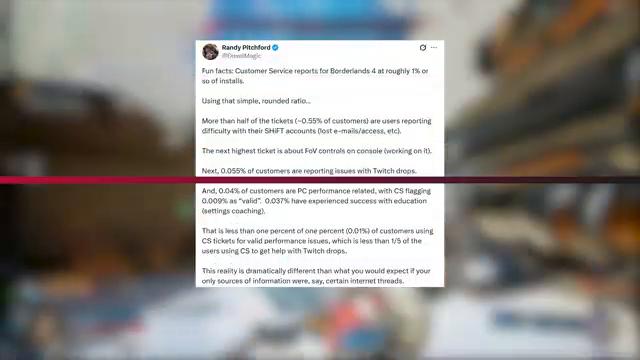 Randy Pitchford
@DuvalMagic
Fun facts: Customer Service reports for Borderlands 4 at roughly 1% or
so of installs.
Using that simple, rounded ratio...
More than half of the tickets (~0.55% of customers) are users reporting
difficulty with their SHiFT accounts (lost e-mails/access, etc).
The next highest ticket is about FoV controls on console (working on it).
Next, 0.055% of customers are reporting issues with Twitch drops.
And, 0.04% of customers are PC performance related, with CS flagging
0.009% as "valid". 0.037% have experienced success with education
(settings coaching).
That is less than one percent of one percent (0.01%) of customers using
CS tickets for valid performance issues, which is less than 1/5 of the
users using CS to get help with Twitch drops.
This reality is dramatically different than what you would expect if your
only sources of information were, say, certain internet threads.